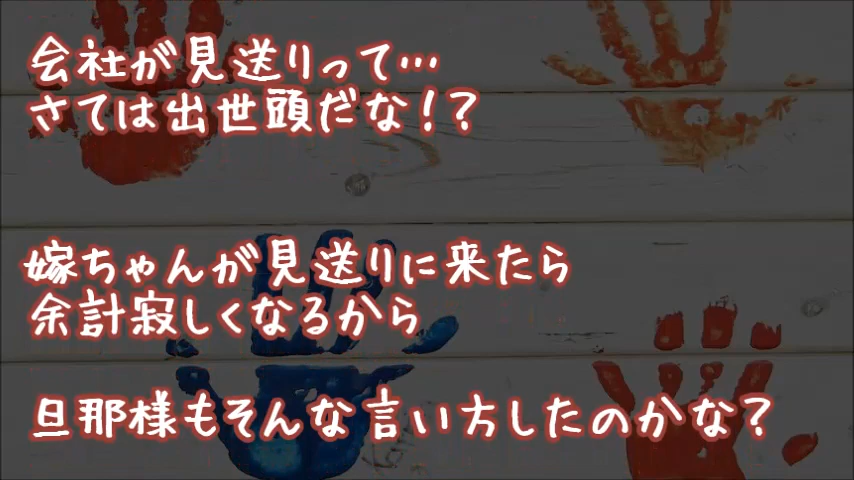 会社が見送りって…
さては出世頭だな!?
嫁ちゃんが見送りに来たら
余計寂しくなるから
旦那様もそんな言い方したのかな?